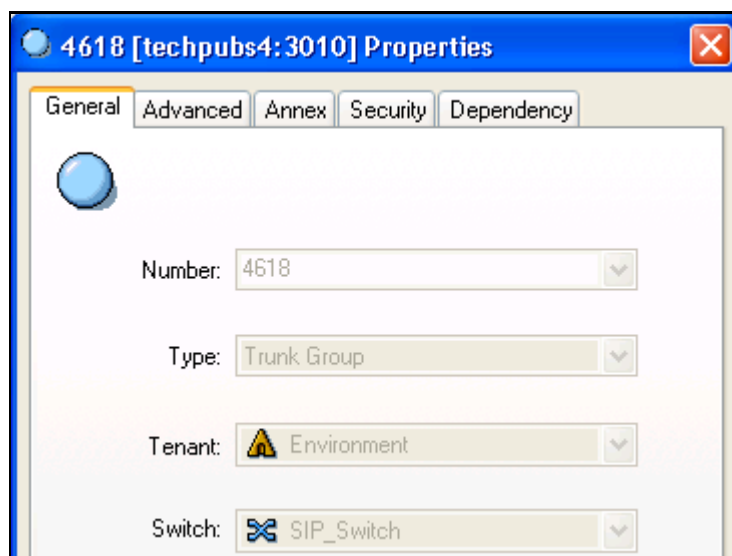 4618 [techpubs4:3010] Properties
General Advanced Annex Security Dependency
Number: 4618
Type: Trunk Group
Tenant: Environment
Switch: SIP_Switch